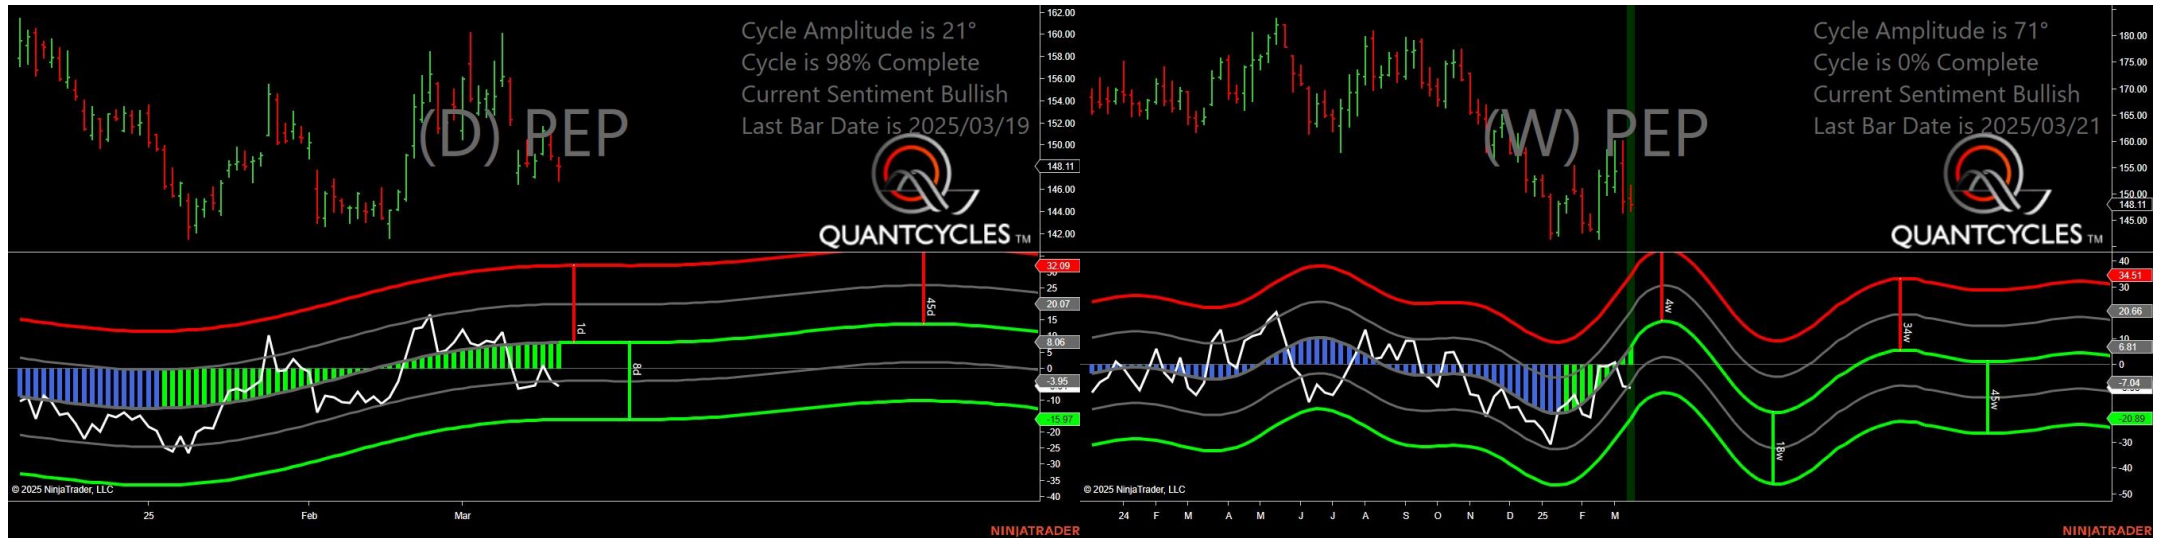 Cycle Amplitude is 21°
Cycle is 98% Complete
Current Sentiment Bullish
Last Bar Date is 2025/03/19
(D) PEP
QUANTCYCLES TM
162.00
160.00
158.00
156.00
154.00
152.00
150.00
148.11
146.00
144.00
142.00
32.09
25
20.07
15
8.06
5
0
-3.95
-10
-15.97
-20
-25
-30
-35
-40
1d
8d
45d
© 2025 NinjaTrader, LLC
25 Feb Mar
NINJATRADER
Cycle Amplitude is 71°
Cycle is 0% Complete
Current Sentiment Bullish
Last Bar Date is 2025/03/21
(W) PEP
QUANTCYCLES TM
180.00
175.00
170.00
165.00
160.00
155.00
150.00
148.11
145.00
40
34.51
30
20.66
10
6.81
0
-7.04
-20.89
-30
-40
-50
4w
18w
34w
45w
© 2025 NinjaTrader, LLC
24 F M A M J J A S O N D 25 F M
NINJATRADER